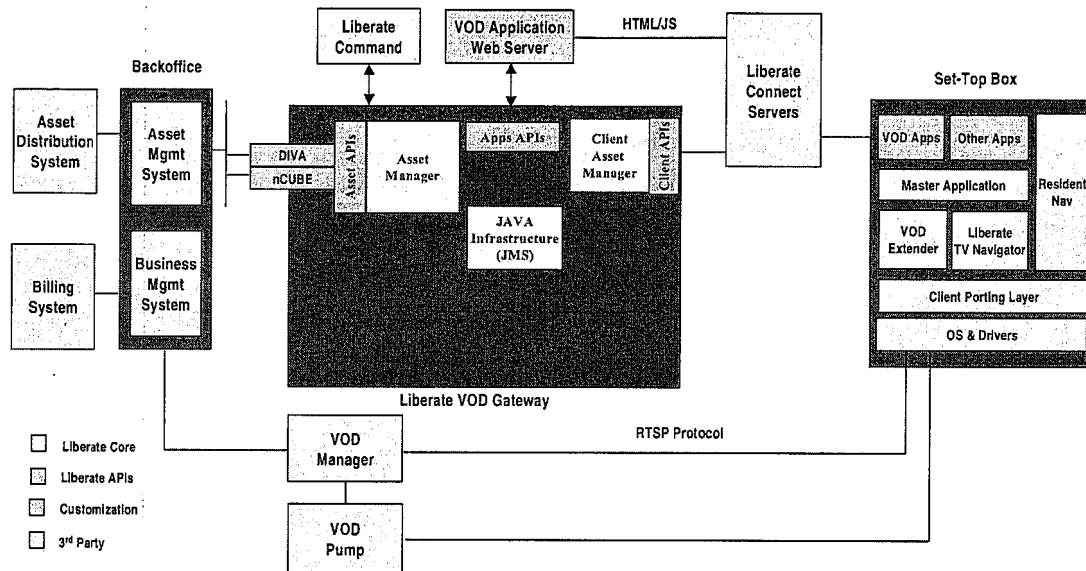 Liberate
Command
VOD Application
Web Server
HTML/JS
Liberate
Connect
Servers
Backoffice
Set-Top Box
Asset
Distribution
System
Asset
Mgmt
System
DIVA
nCUBE
Asset APIs
Asset
Manager
Apps APIs
Client
Asset
Manager
Client APIs
JAVA
Infrastructure
(JMS)
VOD Apps
Other Apps
Resident
Nav
Master Application
VOD
Extender
Liberate
TV Navigator
Client Porting Layer
OS & Drivers
Billing
System
Business
Mgmt
System
Liberate VOD Gateway
VOD
Manager
RTSP Protocol
VOD
Pump
Liberate Core
Liberate APIs
Customization
3rd Party